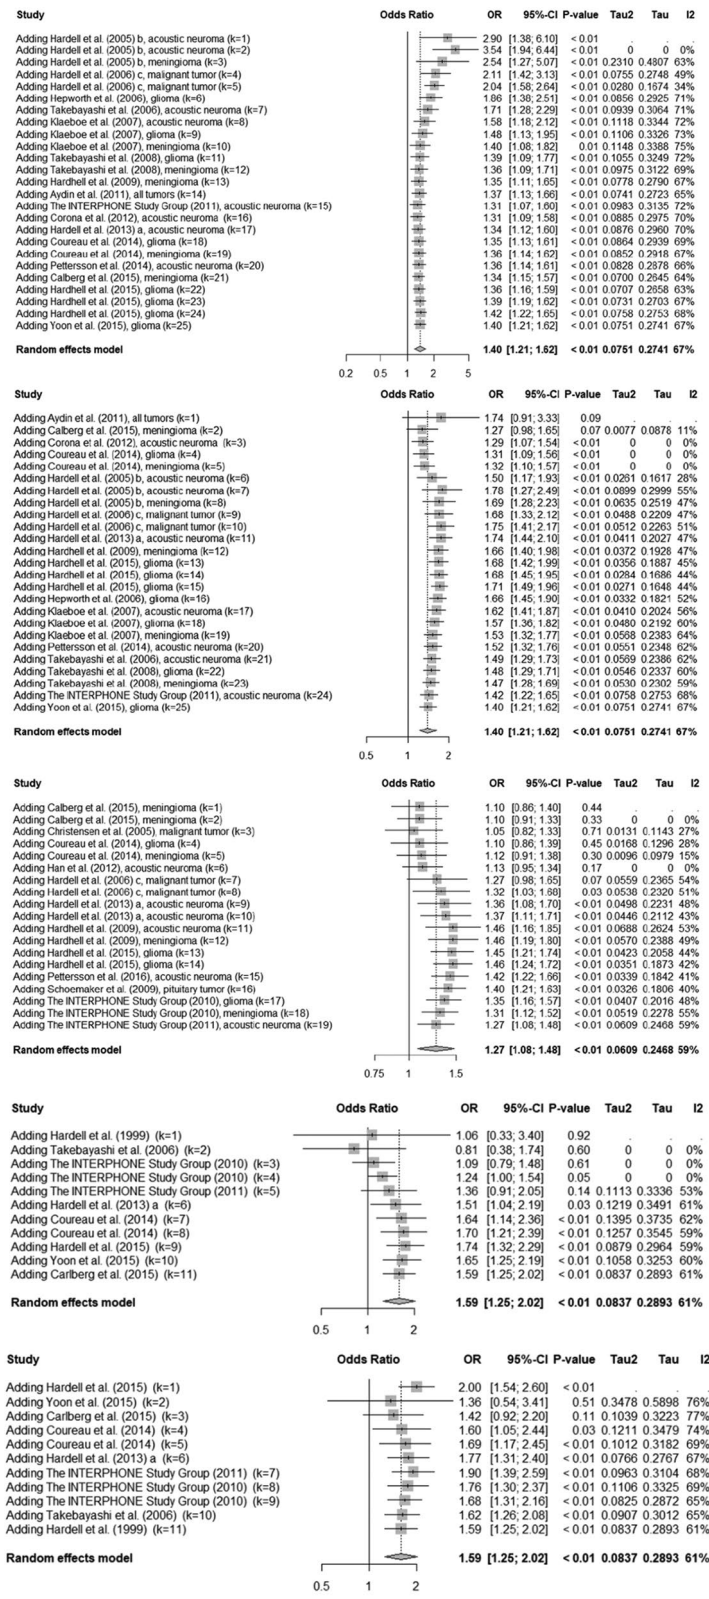 Study Odds Ratio OR 95%-CI P-value Tau2 Tau I2
Adding Hardell et al. (2005) b, acoustic neuroma (k=1) 2.90 [1.38; 6.10] < 0.01 . . .
Adding Hardell et al. (2005) b, acoustic neuroma (k=2) 3.54 [1.94; 6.44] < 0.01 0 0 0%
Adding Hardell et al. (2005) b, meningioma (k=3) 2.54 [1.27; 5.07] < 0.01 0.2310 0.4807 63%
Adding Hardell et al. (2006) c, malignant tumor (k=4) 2.11 [1.42; 3.13] < 0.01 0.0755 0.2748 49%
Adding Hardell et al. (2006) c, malignant tumor (k=5) 2.04 [1.58; 2.64] < 0.01 0.0280 0.1674 34%
Adding Hepworth et al. (2006), glioma (k=6) 1.86 [1.38; 2.51] < 0.01 0.0856 0.2925 71%
Adding Takebayashi et al. (2006), acoustic neuroma (k=7) 1.71 [1.28; 2.29] < 0.01 0.0939 0.3064 71%
Adding Klaeboe et al. (2007), acoustic neuroma (k=8) 1.58 [1.18; 2.12] < 0.01 0.1118 0.3344 72%
Adding Klaeboe et al. (2007), glioma (k=9) 1.48 [1.13; 1.95] < 0.01 0.1106 0.3326 73%
Adding Klaeboe et al. (2007), meningioma (k=10) 1.40 [1.08; 1.82] 0.01 0.1148 0.3388 75%
Adding Takebayashi et al. (2008), glioma (k=11) 1.39 [1.09; 1.77] < 0.01 0.1055 0.3249 72%
Adding Takebayashi et al. (2008), meningioma (k=12) 1.36 [1.09; 1.71] < 0.01 0.0975 0.3122 69%
Adding Hardhell et al. (2009), meningioma (k=13) 1.35 [1.11; 1.65] < 0.01 0.0778 0.2790 67%
Adding Aydin et al. (2011), all tumors (k=14) 1.37 [1.13; 1.66] < 0.01 0.0741 0.2723 65%
Adding The INTERPHONE Study Group (2011), acoustic neuroma (k=15) 1.31 [1.07; 1.60] < 0.01 0.0983 0.3135 72%
Adding Corona et al. (2012), acoustic neuroma (k=16) 1.31 [1.09; 1.58] < 0.01 0.0885 0.2975 70%
Adding Hardell et al. (2013) a, acoustic neuroma (k=17) 1.34 [1.12; 1.60] < 0.01 0.0876 0.2960 70%
Adding Coureau et al. (2014), glioma (k=18) 1.35 [1.13; 1.61] < 0.01 0.0864 0.2939 69%
Adding Coureau et al. (2014), meningioma (k=19) 1.36 [1.14; 1.62] < 0.01 0.0852 0.2918 67%
Adding Pettersson et al. (2014), acoustic neuroma (k=20) 1.36 [1.14; 1.61] < 0.01 0.0828 0.2878 66%
Adding Calberg et al. (2015), meningioma (k=21) 1.34 [1.15; 1.57] < 0.01 0.0700 0.2645 64%
Adding Hardhell et al. (2015), glioma (k=22) 1.36 [1.16; 1.59] < 0.01 0.0707 0.2658 63%
Adding Hardhell et al. (2015), glioma (k=23) 1.39 [1.19; 1.62] < 0.01 0.0731 0.2703 67%
Adding Hardhell et al. (2015), glioma (k=24) 1.42 [1.22; 1.65] < 0.01 0.0758 0.2753 68%
Adding Yoon et al. (2015), glioma (k=25) 1.40 [1.21; 1.62] < 0.01 0.0751 0.2741 67%
Random effects model 1.40 [1.21; 1.62] < 0.01 0.0751 0.2741 67%
0.2 0.5 1 2 5
Study Odds Ratio OR 95%-CI P-value Tau2 Tau I2
Adding Aydin et al. (2011), all tumors (k=1) 1.74 [0.91; 3.33] 0.09 . . .
Adding Calberg et al. (2015), meningioma (k=2) 1.27 [0.98; 1.65] 0.07 0.0077 0.0878 11%
Adding Corona et al. (2012), acoustic neuroma (k=3) 1.29 [1.07; 1.54] < 0.01 0 0 0%
Adding Coureau et al. (2014), glioma (k=4) 1.31 [1.09; 1.56] < 0.01 0 0 0%
Adding Coureau et al. (2014), meningioma (k=5) 1.32 [1.10; 1.57] < 0.01 0 0 0%
Adding Hardell et al. (2005) b, acoustic neuroma (k=6) 1.50 [1.17; 1.93] < 0.01 0.0261 0.1617 28%
Adding Hardell et al. (2005) b, acoustic neuroma (k=7) 1.78 [1.27; 2.49] < 0.01 0.0899 0.2999 55%
Adding Hardell et al. (2005) b, meningioma (k=8) 1.69 [1.28; 2.23] < 0.01 0.0635 0.2519 47%
Adding Hardell et al. (2006) c, malignant tumor (k=9) 1.68 [1.33; 2.12] < 0.01 0.0488 0.2209 47%
Adding Hardell et al. (2006) c, malignant tumor (k=10) 1.75 [1.41; 2.17] < 0.01 0.0512 0.2263 51%
Adding Hardell et al. (2013) a, acoustic neuroma (k=11) 1.74 [1.44; 2.10] < 0.01 0.0411 0.2027 47%
Adding Hardhell et al. (2009), meningioma (k=12) 1.66 [1.40; 1.98] < 0.01 0.0372 0.1928 47%
Adding Hardhell et al. (2015), glioma (k=13) 1.68 [1.42; 1.99] < 0.01 0.0356 0.1887 45%
Adding Hardhell et al. (2015), glioma (k=14) 1.68 [1.45; 1.95] < 0.01 0.0284 0.1686 44%
Adding Hardhell et al. (2015), glioma (k=15) 1.71 [1.49; 1.96] < 0.01 0.0271 0.1648 44%
Adding Hepworth et al. (2006), glioma (k=16) 1.66 [1.45; 1.90] < 0.01 0.0332 0.1821 52%
Adding Klaeboe et al. (2007), acoustic neuroma (k=17) 1.62 [1.41; 1.87] < 0.01 0.0410 0.2024 56%
Adding Klaeboe et al. (2007), glioma (k=18) 1.57 [1.36; 1.82] < 0.01 0.0480 0.2192 60%
Adding Klaeboe et al. (2007), meningioma (k=19) 1.53 [1.32; 1.77] < 0.01 0.0568 0.2383 64%
Adding Pettersson et al. (2014), acoustic neuroma (k=20) 1.52 [1.32; 1.76] < 0.01 0.0551 0.2348 62%
Adding Takebayashi et al. (2006), acoustic neuroma (k=21) 1.49 [1.29; 1.73] < 0.01 0.0569 0.2386 62%
Adding Takebayashi et al. (2008), glioma (k=22) 1.48 [1.29; 1.71] < 0.01 0.0546 0.2337 60%
Adding Takebayashi et al. (2008), meningioma (k=23) 1.47 [1.28; 1.69] < 0.01 0.0530 0.2302 59%
Adding The INTERPHONE Study Group (2011), acoustic neuroma (k=24) 1.42 [1.22; 1.65] < 0.01 0.0758 0.2753 68%
Adding Yoon et al. (2015), glioma (k=25) 1.40 [1.21; 1.62] < 0.01 0.0751 0.2741 67%
Random effects model 1.40 [1.21; 1.62] < 0.01 0.0751 0.2741 67%
0.5 1 2
Study Odds Ratio OR 95%-CI P-value Tau2 Tau I2
Adding Calberg et al. (2015), meningioma (k=1) 1.10 [0.86; 1.40] 0.44 . . .
Adding Calberg et al. (2015), meningioma (k=2) 1.10 [0.91; 1.33] 0.33 0 0 0%
Adding Christensen et al. (2005), malignant tumor (k=3) 1.05 [0.82; 1.33] 0.71 0.0131 0.1143 27%
Adding Coureau et al. (2014), glioma (k=4) 1.10 [0.86; 1.39] 0.45 0.0168 0.1296 28%
Adding Coureau et al. (2014), meningioma (k=5) 1.12 [0.91; 1.38] 0.30 0.0096 0.0979 15%
Adding Han et al. (2012), acoustic neuroma (k=6) 1.13 [0.95; 1.34] 0.17 0 0 0%
Adding Hardell et al. (2006) c, malignant tumor (k=7) 1.27 [0.98; 1.65] 0.07 0.0559 0.2365 54%
Adding Hardell et al. (2006) c, malignant tumor (k=8) 1.32 [1.03; 1.68] 0.03 0.0538 0.2320 51%
Adding Hardell et al. (2013) a, acoustic neuroma (k=9) 1.36 [1.08; 1.70] < 0.01 0.0498 0.2231 48%
Adding Hardell et al. (2013) a, acoustic neuroma (k=10) 1.37 [1.11; 1.71] < 0.01 0.0446 0.2112 43%
Adding Hardhell et al. (2009), acoustic neuroma (k=11) 1.46 [1.16; 1.85] < 0.01 0.0688 0.2624 53%
Adding Hardhell et al. (2009), meningioma (k=12) 1.46 [1.19; 1.80] < 0.01 0.0570 0.2388 49%
Adding Hardhell et al. (2015), glioma (k=13) 1.45 [1.21; 1.74] < 0.01 0.0423 0.2058 44%
Adding Hardhell et al. (2015), glioma (k=14) 1.46 [1.24; 1.72] < 0.01 0.0351 0.1873 42%
Adding Pettersson et al. (2016), acoustic neuroma (k=15) 1.42 [1.22; 1.66] < 0.01 0.0339 0.1842 41%
Adding Schoemaker et al. (2009), pituitary tumor (k=16) 1.40 [1.21; 1.63] < 0.01 0.0326 0.1806 40%
Adding The INTERPHONE Study Group (2010), glioma (k=17) 1.35 [1.16; 1.57] < 0.01 0.0407 0.2016 48%
Adding The INTERPHONE Study Group (2010), meningioma (k=18) 1.31 [1.12; 1.52] < 0.01 0.0519 0.2278 55%
Adding The INTERPHONE Study Group (2011), acoustic neuroma (k=19) 1.27 [1.08; 1.48] < 0.01 0.0609 0.2468 59%
Random effects model 1.27 [1.08; 1.48] < 0.01 0.0609 0.2468 59%
0.75 1 1.5
Study Odds Ratio OR 95%-CI P-value Tau2 Tau I2
Adding Hardell et al. (1999) (k=1) 1.06 [0.33; 3.40] 0.92 . . .
Adding Takebayashi et al. (2006) (k=2) 0.81 [0.38; 1.74] 0.60 0 0 0%
Adding The INTERPHONE Study Group (2010) (k=3) 1.09 [0.79; 1.48] 0.61 0 0 0%
Adding The INTERPHONE Study Group (2010) (k=4) 1.24 [1.00; 1.54] 0.05 0 0 0%
Adding The INTERPHONE Study Group (2011) (k=5) 1.36 [0.91; 2.05] 0.14 0.1113 0.3336 53%
Adding Hardell et al. (2013) a (k=6) 1.51 [1.04; 2.19] 0.03 0.1219 0.3491 61%
Adding Coureau et al. (2014) (k=7) 1.64 [1.14; 2.36] < 0.01 0.1395 0.3735 62%
Adding Coureau et al. (2014) (k=8) 1.70 [1.21; 2.39] < 0.01 0.1257 0.3545 59%
Adding Hardell et al. (2015) (k=9) 1.74 [1.32; 2.29] < 0.01 0.0879 0.2964 59%
Adding Yoon et al. (2015) (k=10) 1.65 [1.25; 2.19] < 0.01 0.1058 0.3253 60%
Adding Carlberg et al. (2015) (k=11) 1.59 [1.25; 2.02] < 0.01 0.0837 0.2893 61%
Random effects model 1.59 [1.25; 2.02] < 0.01 0.0837 0.2893 61%
0.5 1 2
Study Odds Ratio OR 95%-CI P-value Tau2 Tau I2
Adding Hardell et al. (2015) (k=1) 2.00 [1.54; 2.60] < 0.01 . . .
Adding Yoon et al. (2015) (k=2) 1.36 [0.54; 3.41] 0.51 0.3478 0.5898 76%
Adding Carlberg et al. (2015) (k=3) 1.42 [0.92; 2.20] 0.11 0.1039 0.3223 77%
Adding Coureau et al. (2014) (k=4) 1.60 [1.05; 2.44] 0.03 0.1211 0.3479 74%
Adding Coureau et al. (2014) (k=5) 1.69 [1.17; 2.45] < 0.01 0.1012 0.3182 69%
Adding Hardell et al. (2013) a (k=6) 1.77 [1.31; 2.40] < 0.01 0.0766 0.2767 64%
Adding The INTERPHONE Study Group (2011) (k=7) 1.90 [1.39; 2.59] < 0.01 0.0963 0.3104 68%
Adding The INTERPHONE Study Group (2010) (k=8) 1.76 [1.30; 2.37] < 0.01 0.1106 0.3325 69%
Adding The INTERPHONE Study Group (2010) (k=9) 1.68 [1.31; 2.16] < 0.01 0.0825 0.2872 65%
Adding Takebayashi et al. (2006) (k=10) 1.62 [1.26; 2.08] < 0.01 0.0907 0.3012 65%
Adding Hardell et al. (1999) (k=11) 1.59 [1.25; 2.02] < 0.01 0.0837 0.2893 61%
Random effects model 1.59 [1.25; 2.02] < 0.01 0.0837 0.2893 61%
0.5 1 2